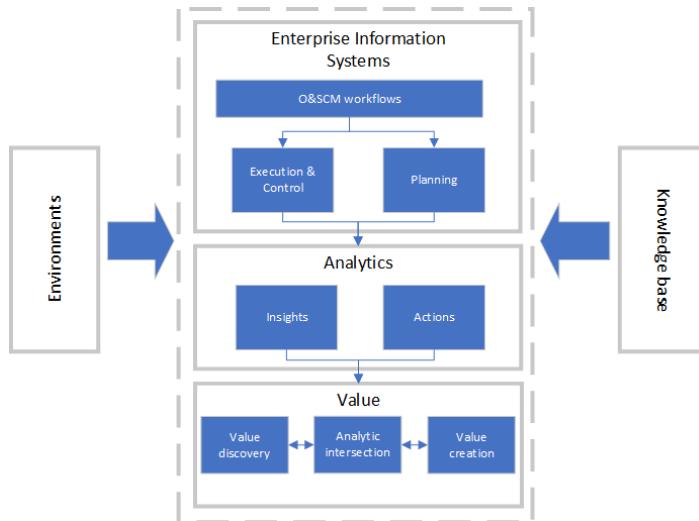 Enterprise Information
Systems
O&SCM workflows
Execution &
Control
Planning
Environments
Knowledge base
Analytics
Insights
Actions
Value
Value
discovery
Analytic
intersection
Value
creation